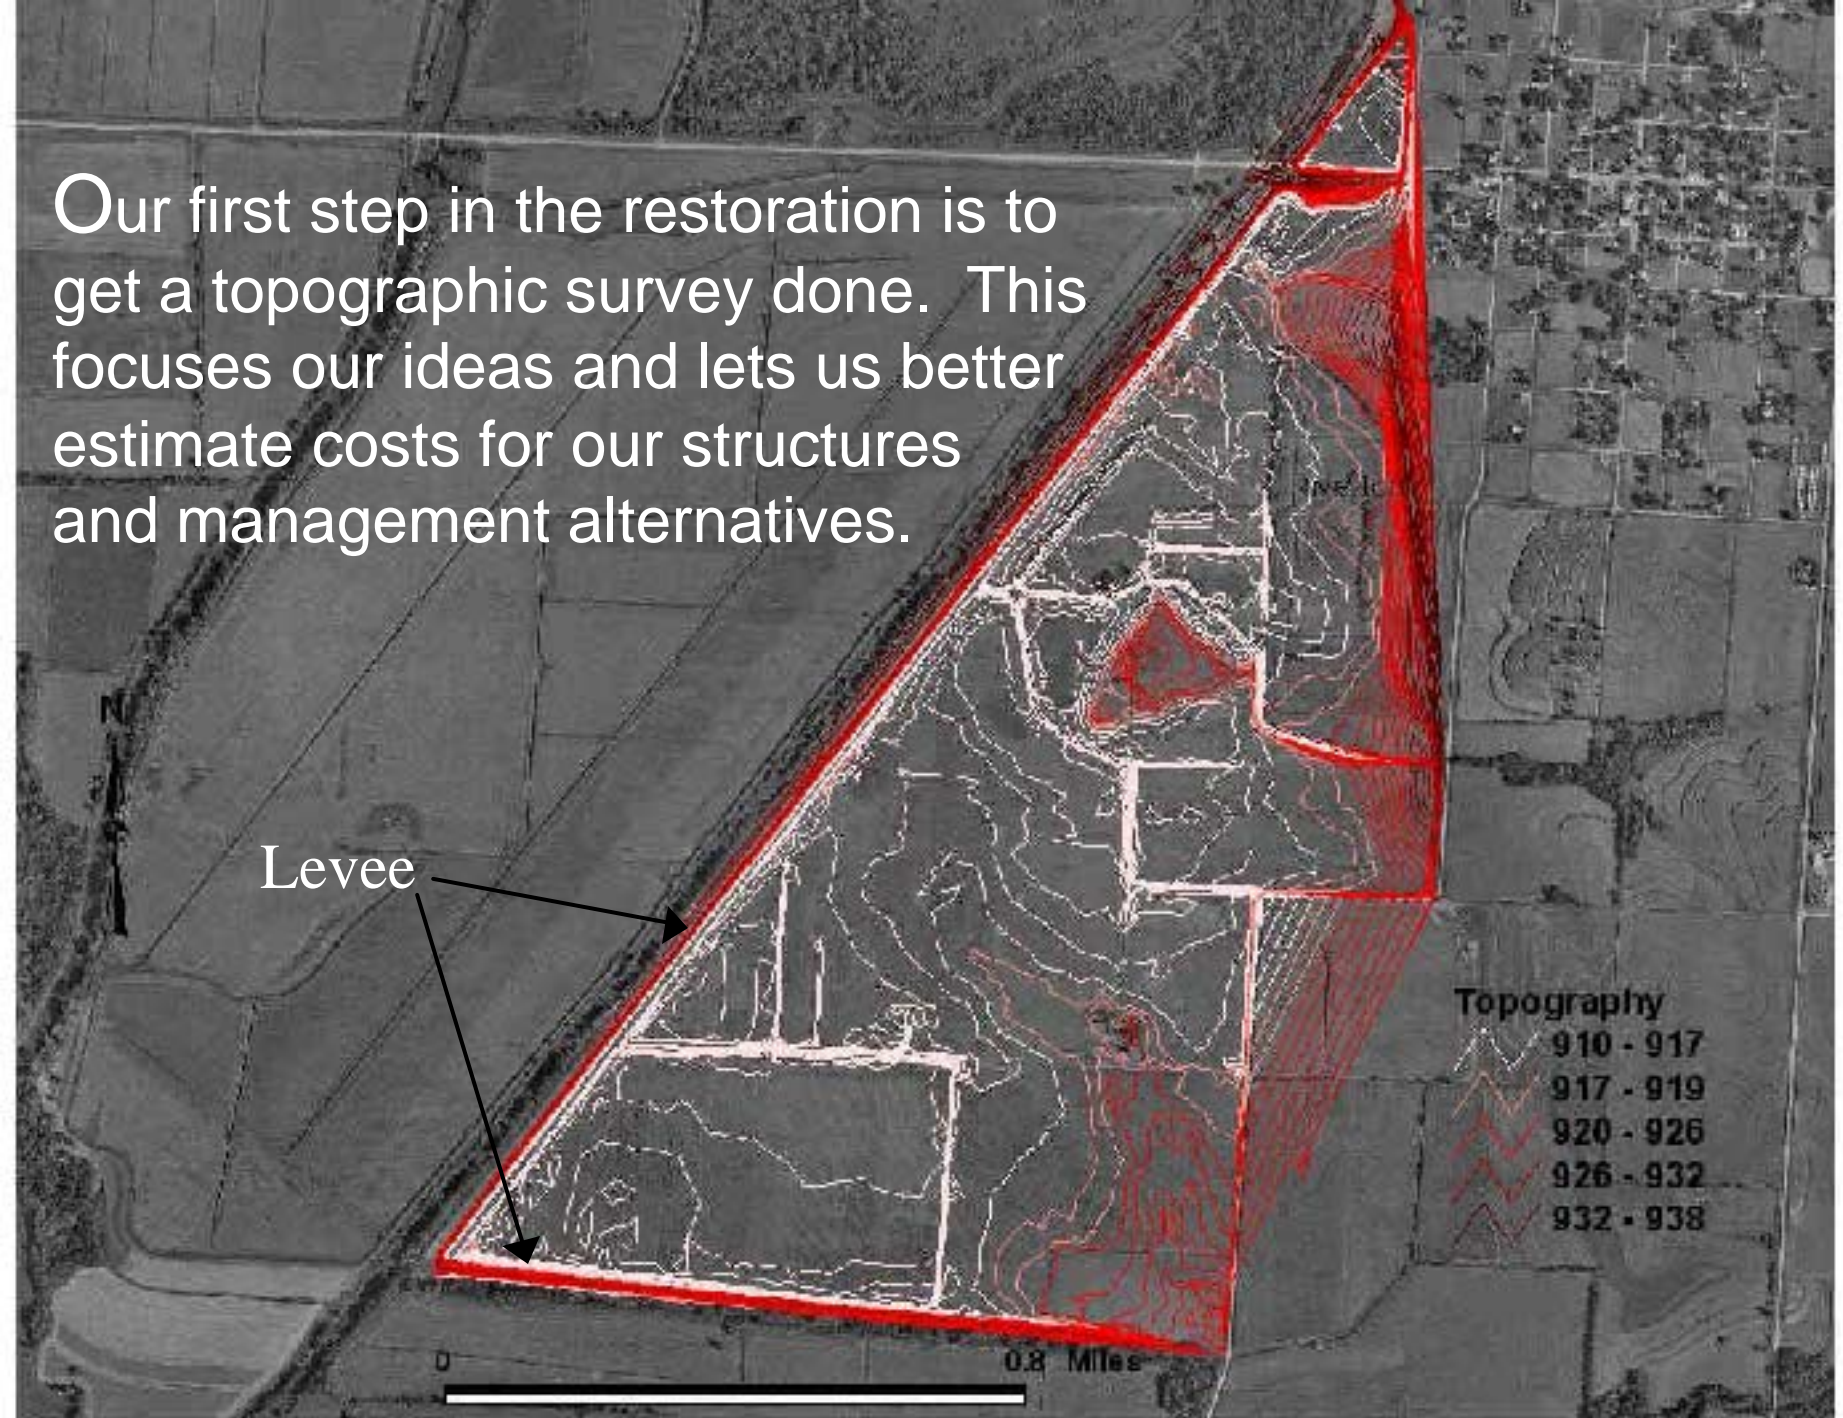 Our first step in the restoration is to
get a topographic survey done. This
focuses our ideas and lets us better
estimate costs for our structures
and management alternatives.
N
Levee
Topography
910 - 917
917 - 919
920 - 926
926 - 932
932 - 938
0 0.8 Miles